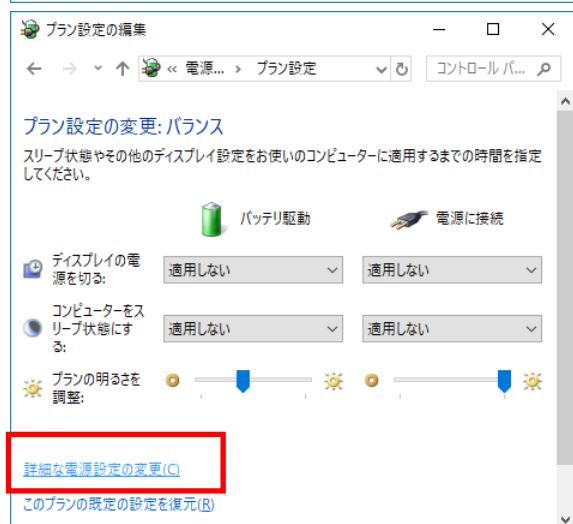 プラン設定の編集
« 電源... › プラン設定
コントロール パ...
プラン設定の変更: バランス
スリープ状態やその他のディスプレイ設定をお使いのコンピューターに適用するまでの時間を指定
してください。
バッテリ駆動
電源に接続
ディスプレイの電
源を切る:
適用しない
適用しない
コンピューターをス
リープ状態にす
る:
適用しない
適用しない
プランの明るさを
調整:
詳細な電源設定の変更(C)
このプランの既定の設定を復元(R)